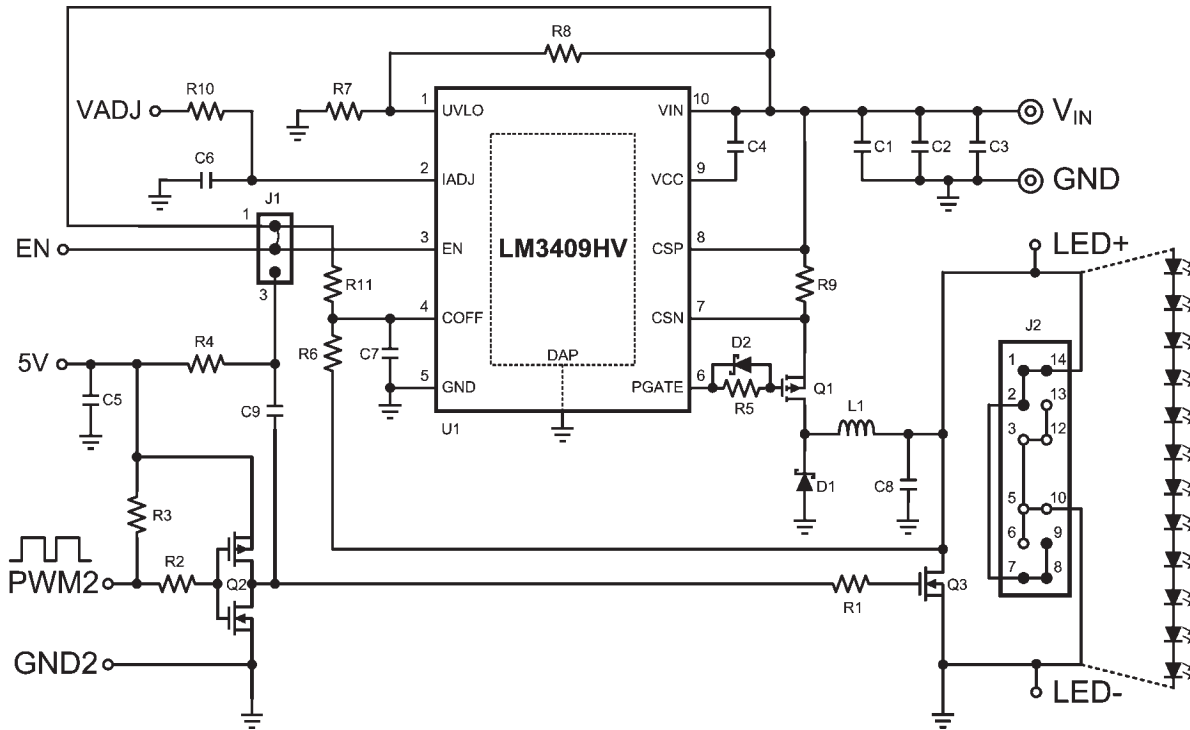 R8
R10
R7
1
UVLO
VIN
10
VADJ
VIN
C6
C4
C1
C2
C3
2
IADJ
VCC
9
J1
GND
1
EN
3
EN
LM3409HV
CSP
8
LED+
3
R11
R9
4
COFF
CSN
7
J2
R4
R6
C7
DAP
D2
1
14
5V
5
GND
PGATE
6
Q1
2
13
C5
C9
U1
R5
L1
3
12
R3
D1
C8
5
10
6
9
PWM2
R2
Q2
R1
Q3
7
8
GND2
LED-